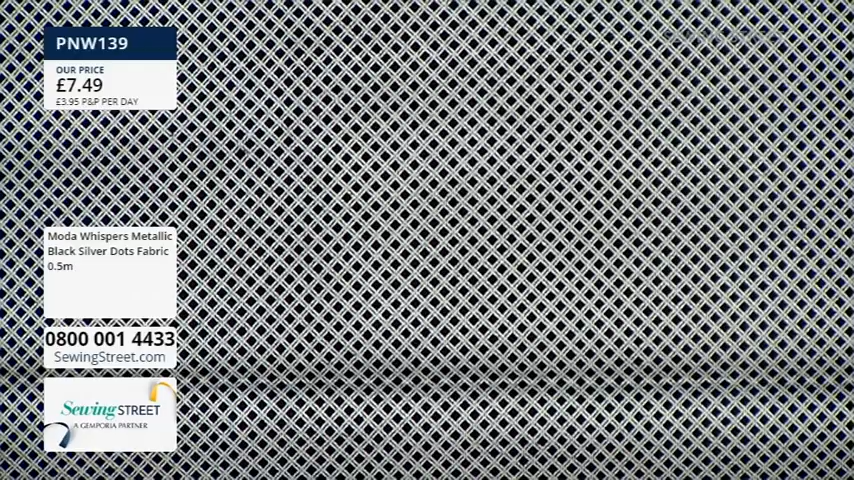 PNW139
OUR PRICE
£7.49
£3.95 P&P PER DAY
Moda Whispers Metallic
Black Silver Dots Fabric
0.5m
0800 001 4433
SewingStreet.com
Sewing STREET
A GEMPORIA PARTNER